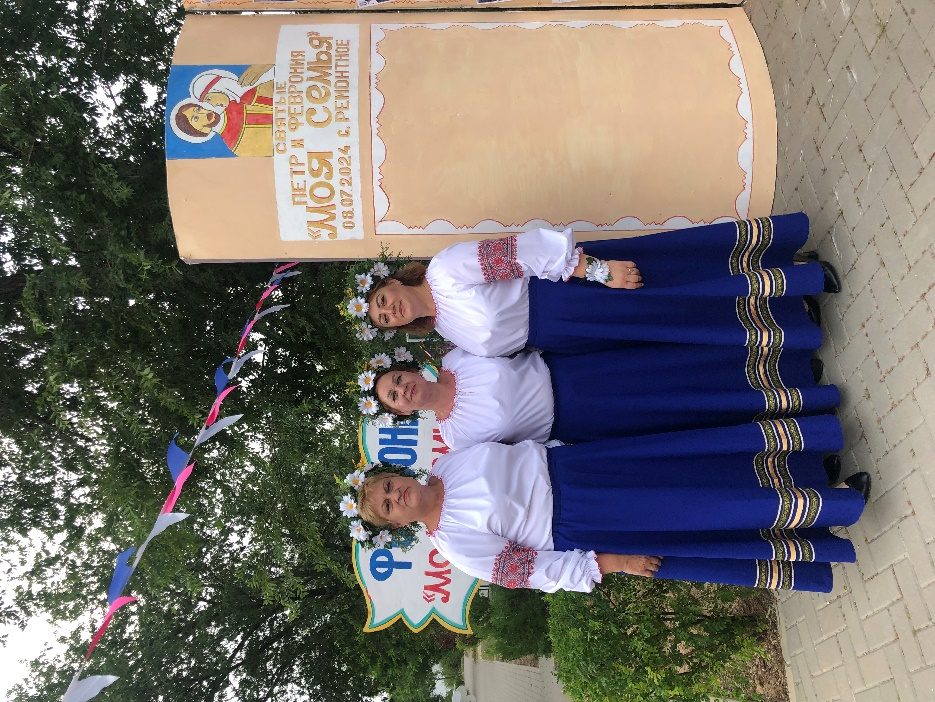 СВЯТЫЕ
ПЕТР и ФЕВРОНИЯ
"МОЯ СЕМЬЯ"
08.07.2024 с. РЕМОНТНОЕ